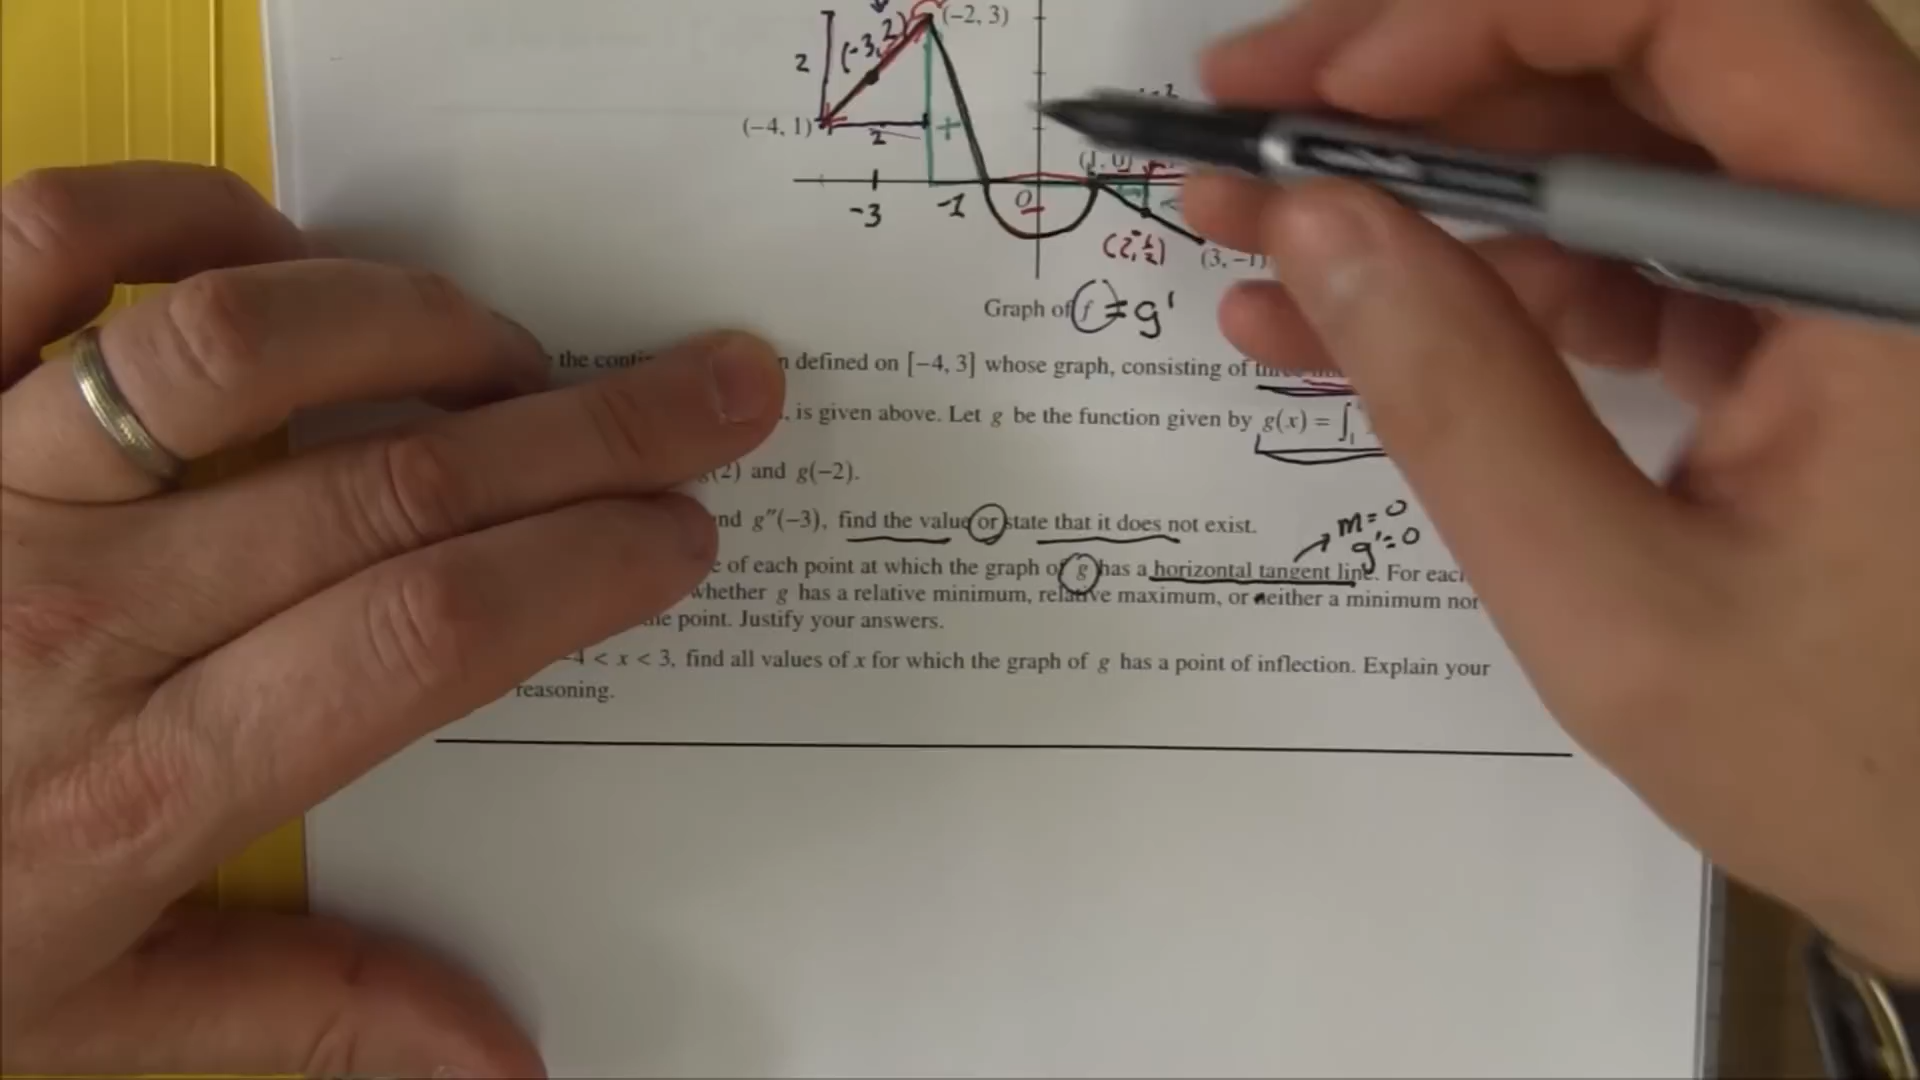 (-2, 3)
2
(-3, 2)
(-4, 1)
2
+
(1, 0)
-3
-1
0
(2, -1/2)
(3, -1)
Graph of f = g'
the defined on [−4, 3] whose graph, consisting of
is given above. Let g be the function given by g(x) = ∫₁
g(2) and g(−2).
g″(−3), find the value or state that it does not exist.
m=0
g'=0
of each point at which the graph of g has a horizontal tangent line. For each
whether g has a relative minimum, relative maximum, or neither a minimum nor
point. Justify your answers.
< x < 3, find all values of x for which the graph of g has a point of inflection. Explain your
reasoning.